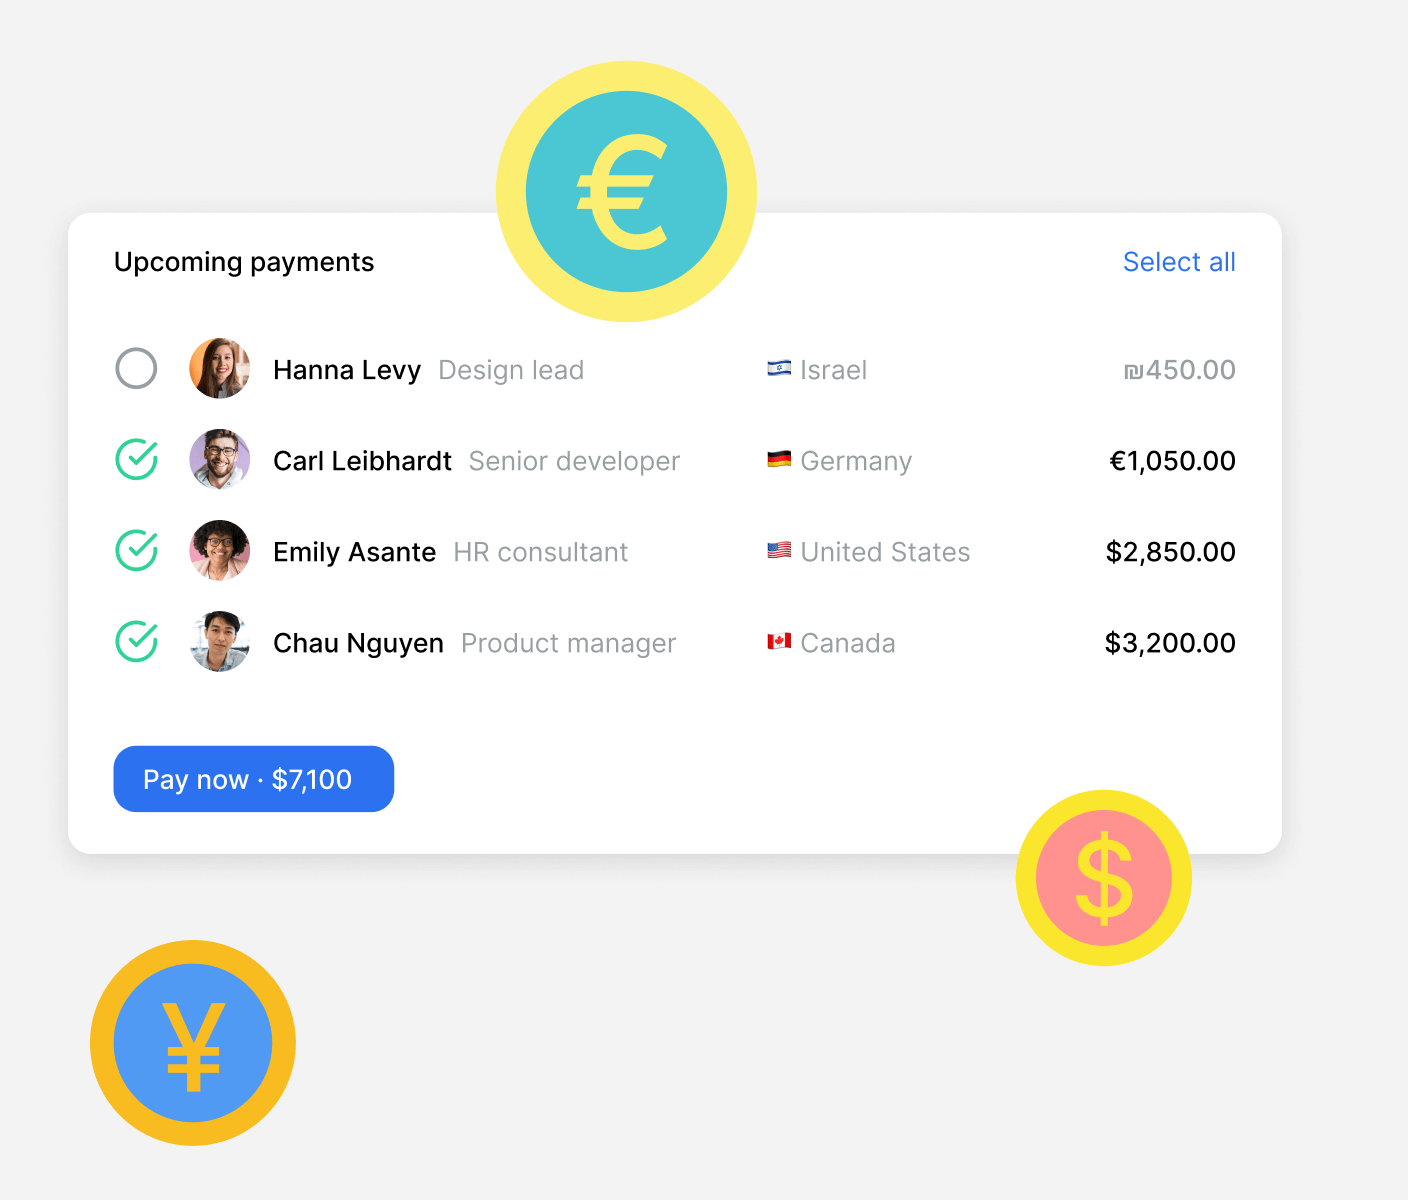 €
Upcoming payments Select all
Hanna Levy Design lead 🇮🇱 Israel ₪450.00
Carl Leibhardt Senior developer 🇩🇪 Germany €1,050.00
Emily Asante HR consultant 🇺🇸 United States $2,850.00
Chau Nguyen Product manager 🇨🇦 Canada $3,200.00
Pay now · $7,100
$
¥